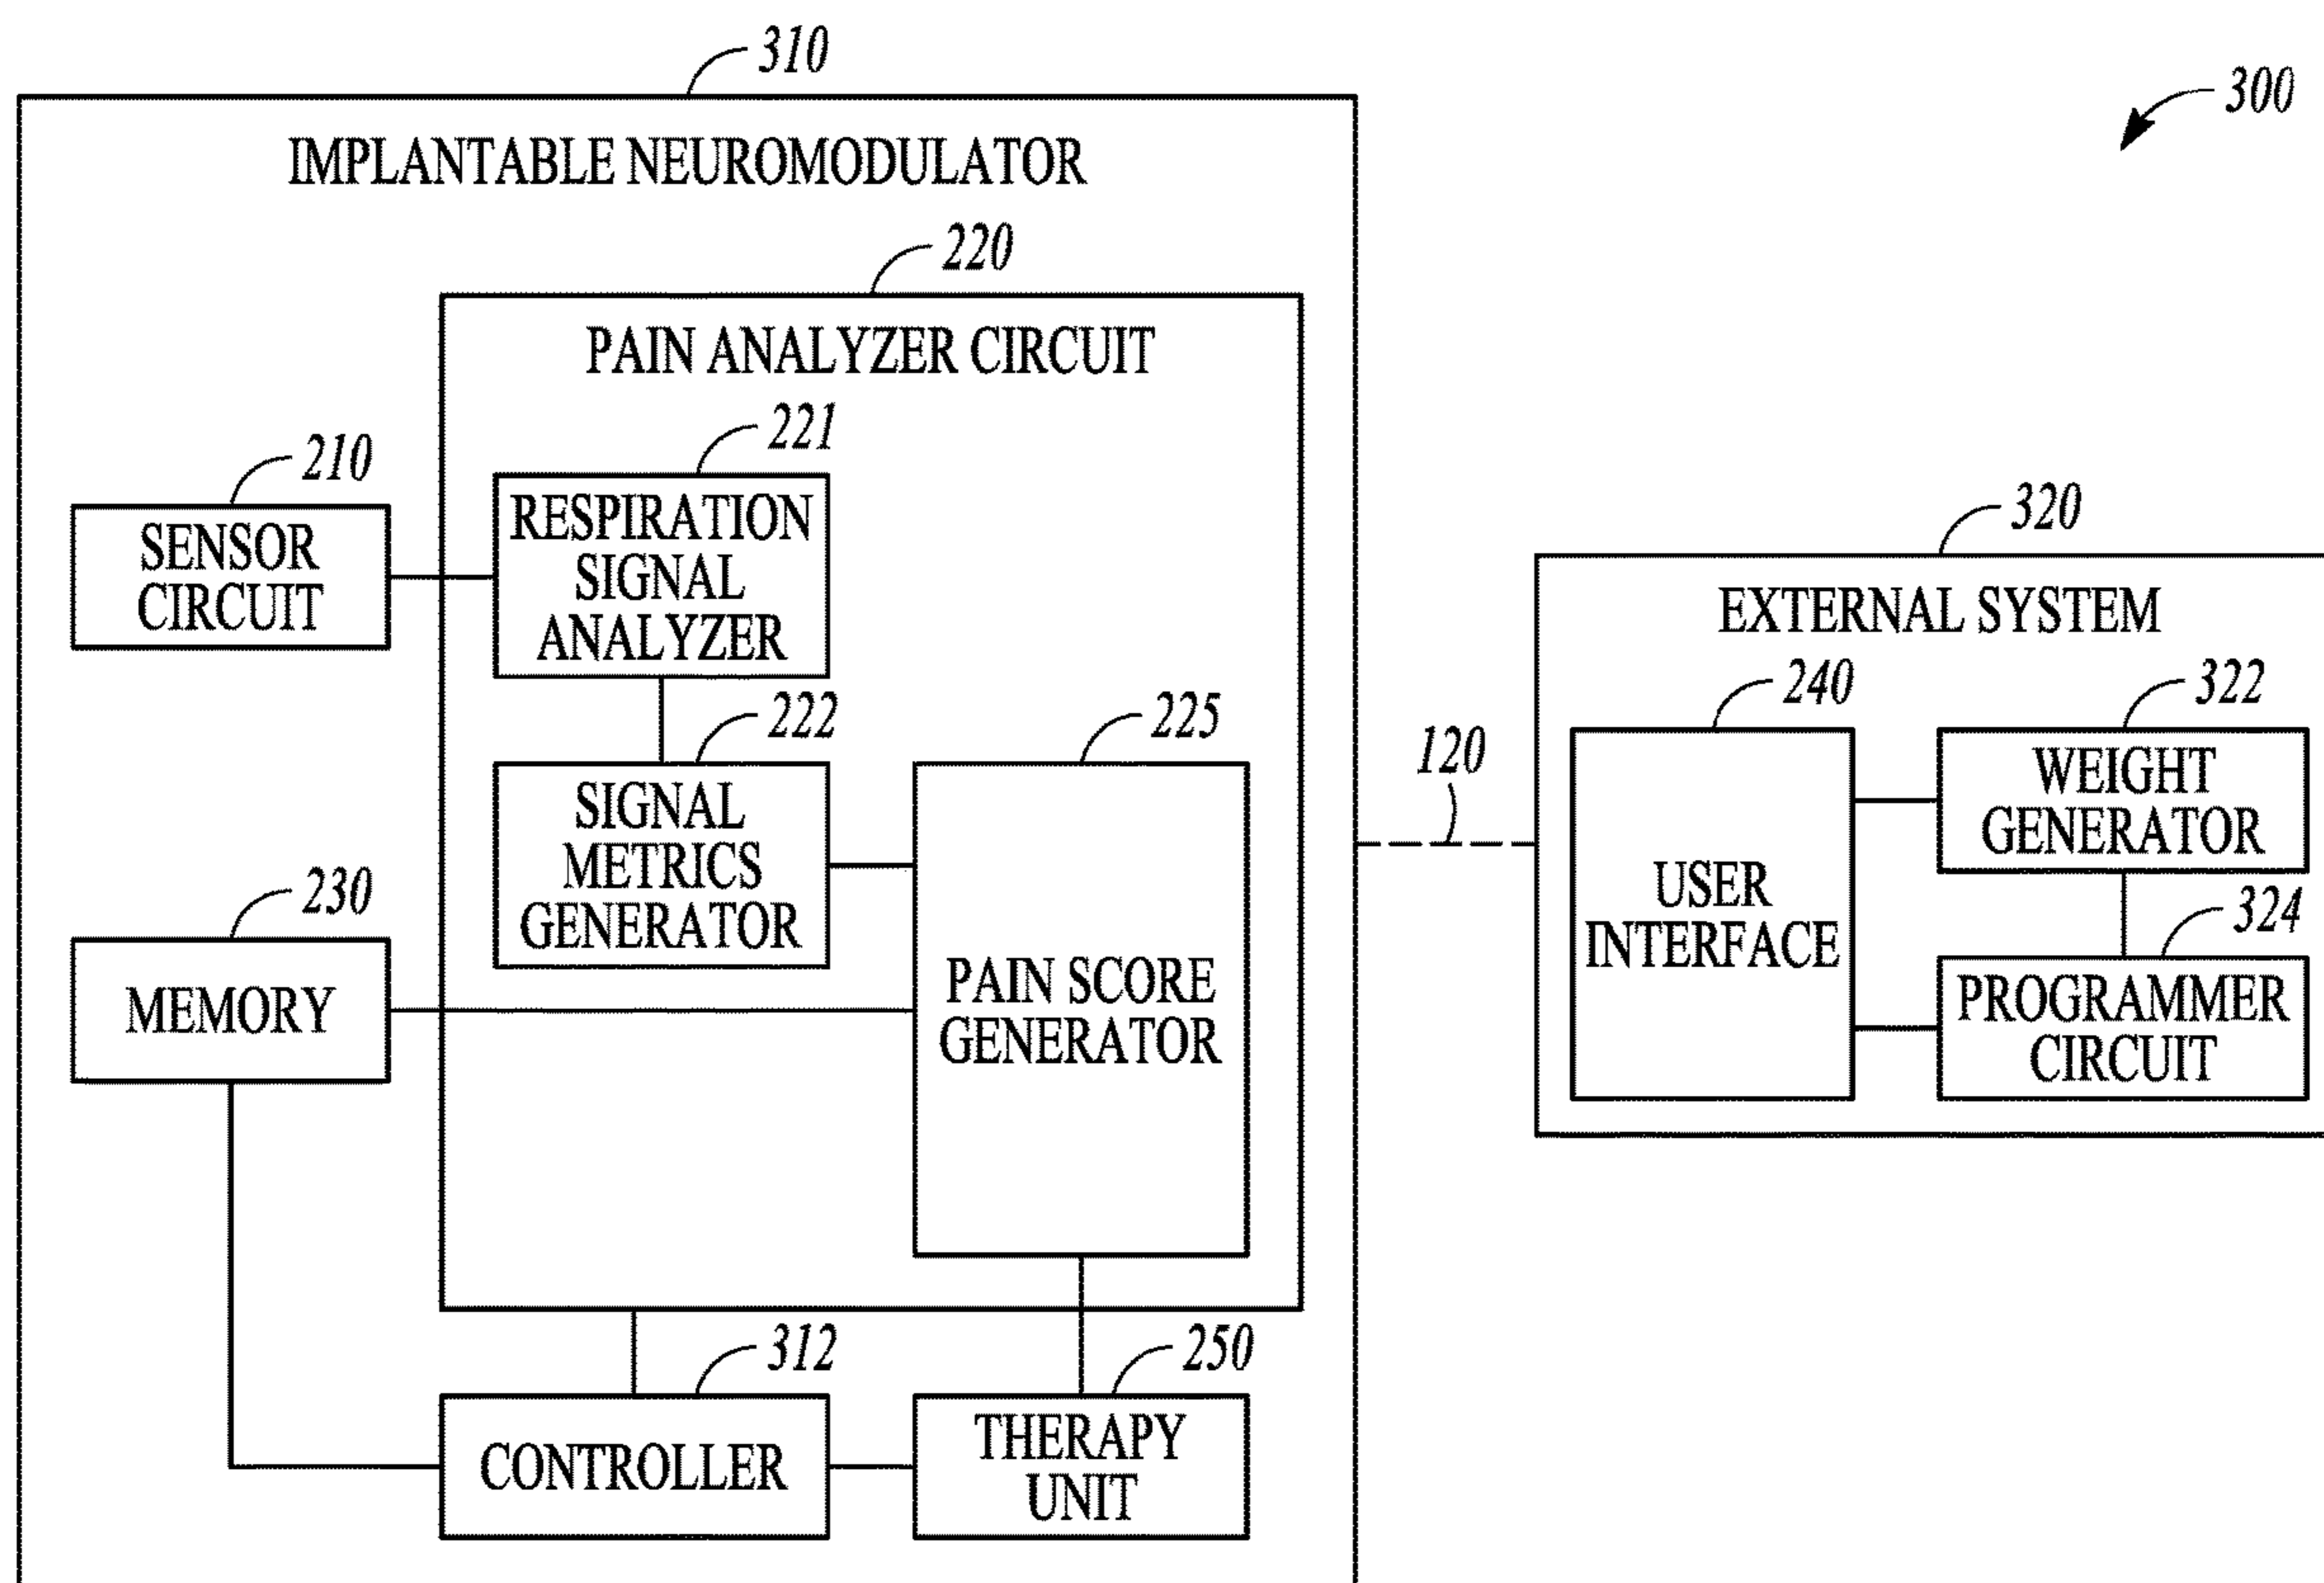 310
300
IMPLANTABLE NEUROMODULATOR
220
PAIN ANALYZER CIRCUIT
221
210
RESPIRATION
SIGNAL
ANALYZER
SENSOR
CIRCUIT
222
225
SIGNAL
METRICS
GENERATOR
230
MEMORY
PAIN SCORE
GENERATOR
312
250
CONTROLLER
THERAPY
UNIT
120
320
EXTERNAL SYSTEM
240
322
USER
INTERFACE
WEIGHT
GENERATOR
324
PROGRAMMER
CIRCUIT